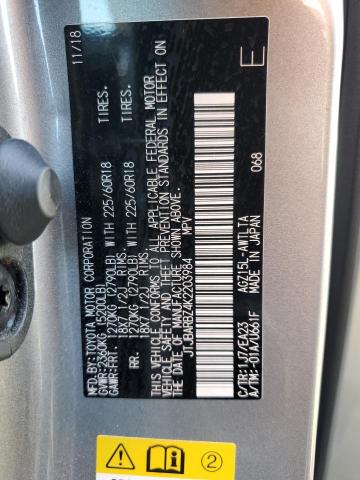 MFD.BY:TOYOTA MOTOR CORPORATION 11/18
GVWR:2360KG (5200LB)
GAWR:FRT. 1270KG (2790LB) WITH 225/60R18 TIRES.
18X7 1/2J RIMS
RR. 1270KG (2790LB) WITH 225/60R18 TIRES.
18X7 1/2J RIMS
THIS VEHICLE CONFORMS TO ALL APPLICABLE FEDERAL MOTOR
VEHICLE SAFETY AND THEFT PREVENTION STANDARDS IN EFFECT
ON THE DATE OF MANUFACTURE SHOWN ABOVE.
JTJBARBZ4K2203984 MPV
C/TR:1J7/EA23 AGZ15L-AWTLTA
A/TM:-01A/U661F MADE IN JAPAN 068 E
2